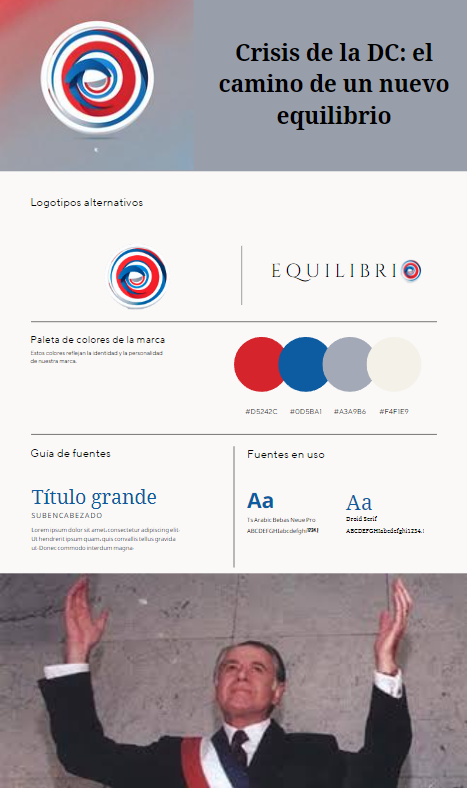 Crisis de la DC: el
camino de un nuevo
equilibrio
Logotipos alternativos
EQUILIBRI
Paleta de colores de la marca
Estos colores reflejan la identidad y la personalidad
de nuestra marca.
#D5242C #0D5BA1 #A3A9B6 #F4F1E9
Guía de fuentes
Título grande
SUBENCABEZADO
Lorem ipsum dolor sit amet, consectetur adipiscing elit.
Ut hendrerit ipsum quam, quis convallis tellus gravida
ut. Donec commodo interdum magna
Fuentes en uso
Aa
1's Arabic Bebas Neue Pro
ABCDEFGHIabcdefghi1234!
Aa
Droid Serif
ABCDEFGHIabcdefghi1234!